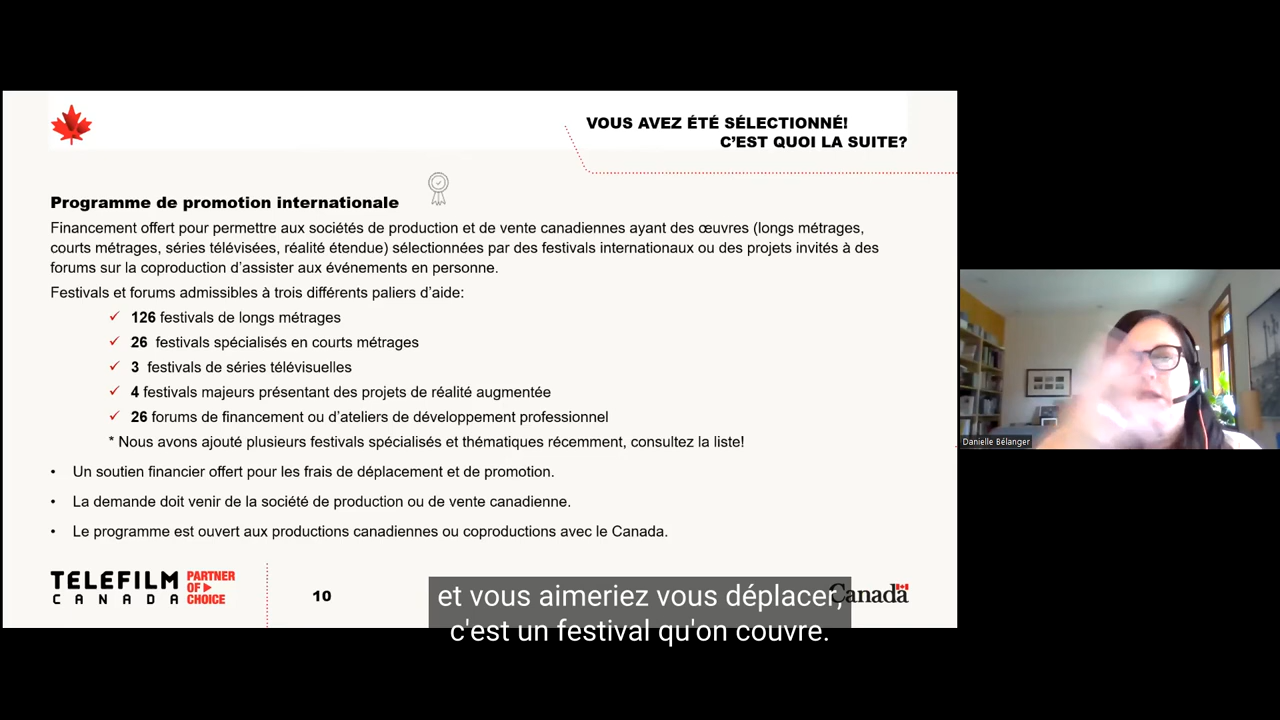 VOUS AVEZ ÉTÉ SÉLECTIONNÉ!
C'EST QUOI LA SUITE?
Programme de promotion internationale
Financement offert pour permettre aux sociétés de production et de vente canadiennes ayant des œuvres (longs métrages,
courts métrages, séries télévisées, réalité étendue) sélectionnées par des festivals internationaux ou des projets invités à des
forums sur la coproduction d'assister aux événements en personne.
Festivals et forums admissibles à trois différents paliers d'aide:
126 festivals de longs métrages
26 festivals spécialisés en courts métrages
3 festivals de séries télévisuelles
4 festivals majeurs présentant des projets de réalité augmentée
26 forums de financement ou d'ateliers de développement professionnel
* Nous avons ajouté plusieurs festivals spécialisés et thématiques récemment, consultez la liste!
• Un soutien financier offert pour les frais de déplacement et de promotion.
• La demande doit venir de la société de production ou de vente canadienne.
• Le programme est ouvert aux productions canadiennes ou coproductions avec le Canada.
TELEFILM
CANADA
PARTNER
OF
CHOICE
10
Canada
et vous aimeriez vous déplacer,
c'est un festival qu'on couvre.
Danielle Bélanger